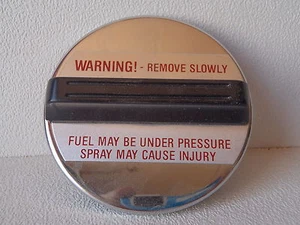 WARNING! - REMOVE SLOWLY
FUEL MAY BE UNDER PRESSURE
SPRAY MAY CAUSE INJURY